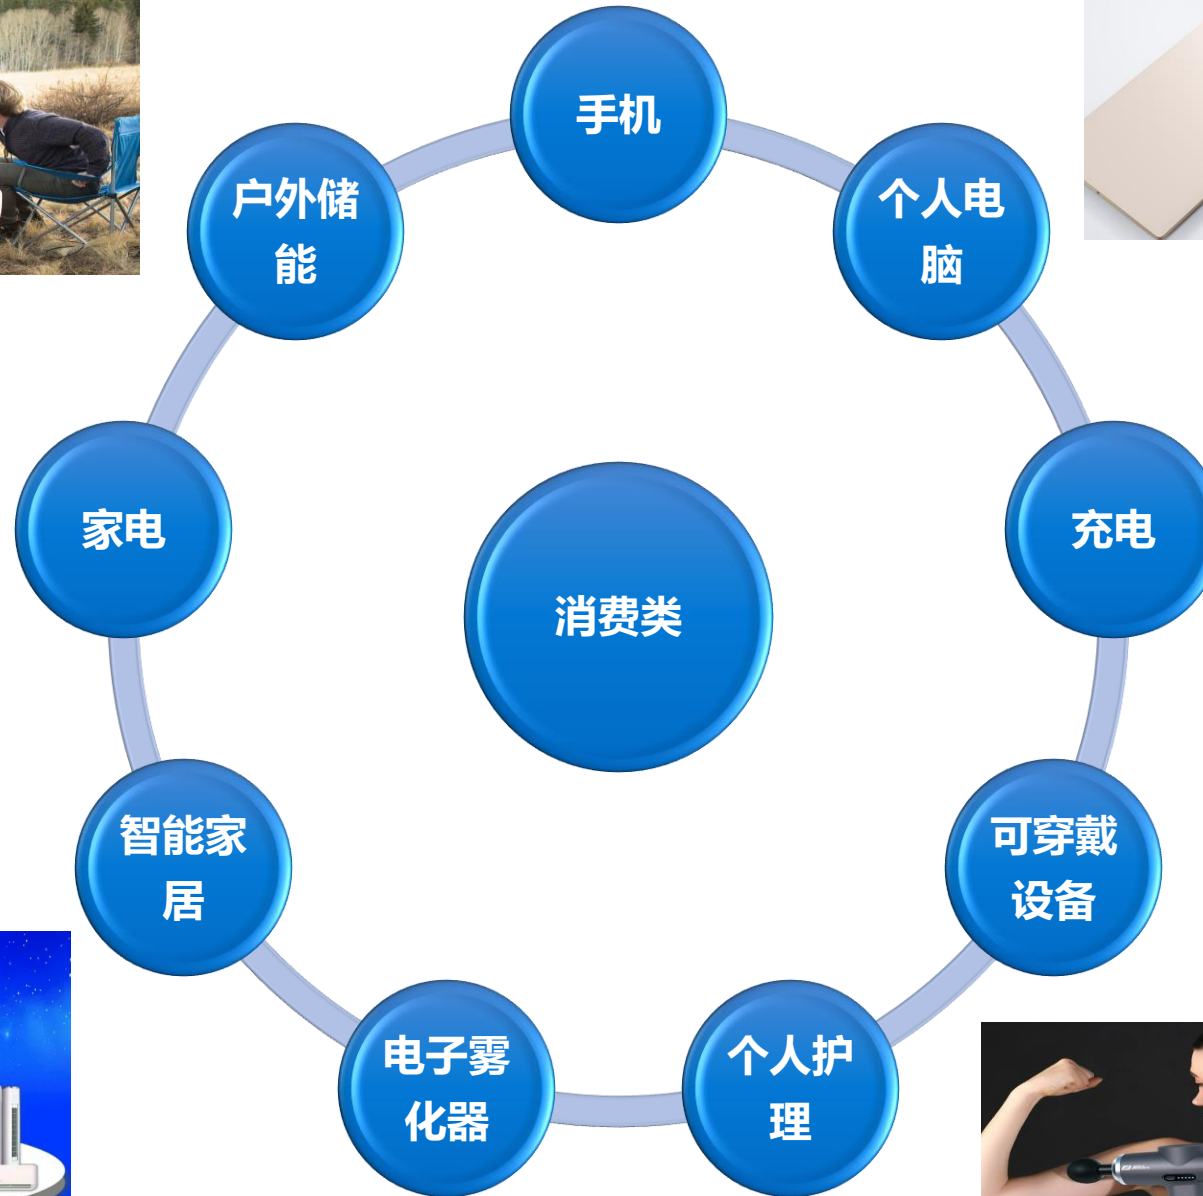 手机
户外储
能
个人电
脑
家电
充电
消费类
智能家
居
可穿戴
设备
电子雾
化器
个人护
理